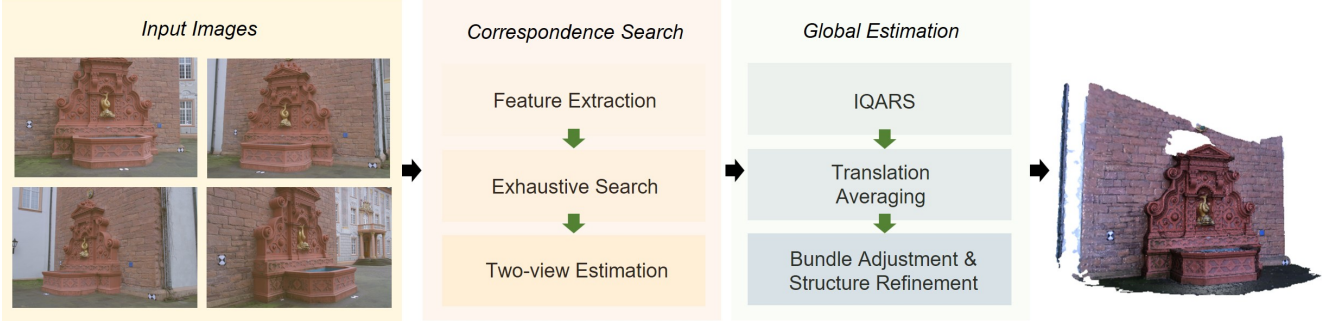 Input Images
Correspondence Search
Feature Extraction
Exhaustive Search
Two-view Estimation
Global Estimation
IQARS
Translation
Averaging
Bundle Adjustment &
Structure Refinement